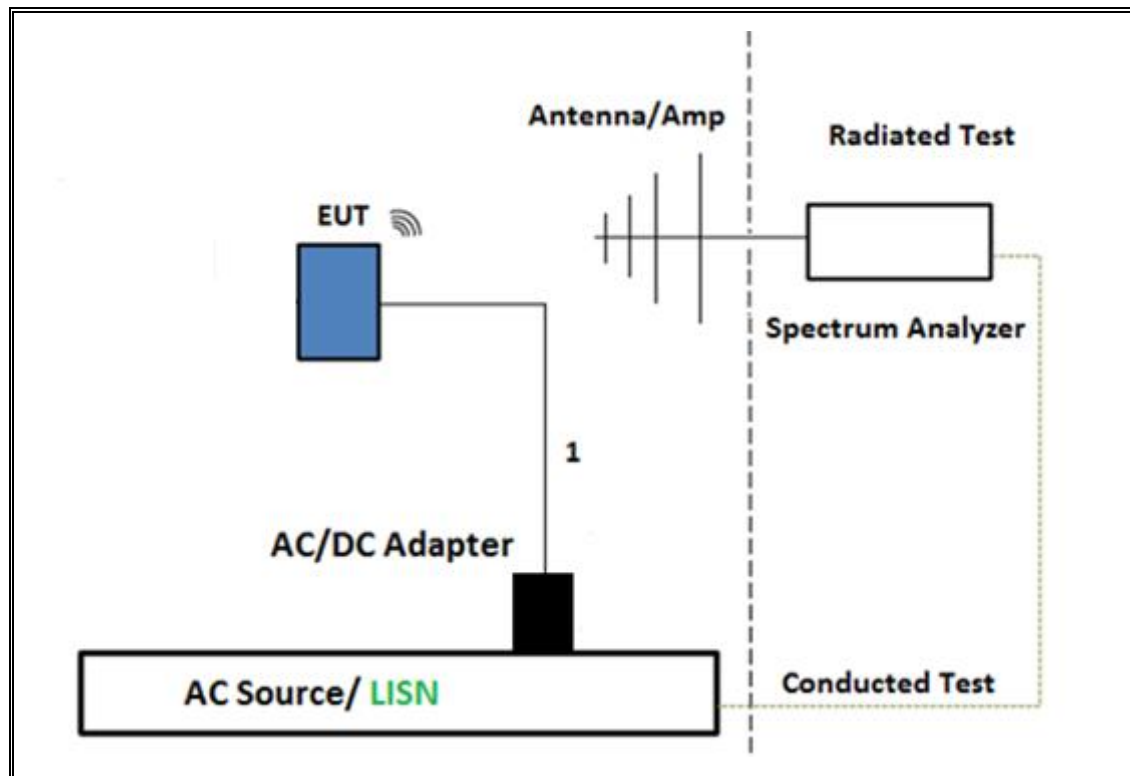 Antenna/Amp
Radiated Test
EUT
Spectrum Analyzer
1
AC/DC Adapter
AC Source/ LISN
Conducted Test